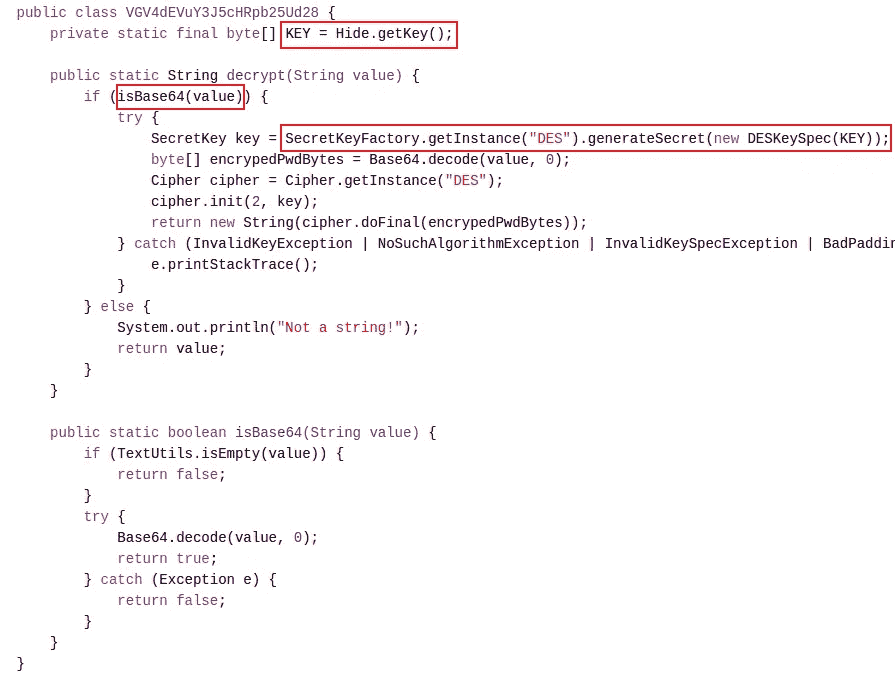 public class VGV4dEVuY3J5cHRpb25Ud28 {
    private static final byte[] KEY = Hide.getKey();

    public static String decrypt(String value) {
        if (isBase64(value)) {
            try {
                SecretKey key = SecretKeyFactory.getInstance("DES").generateSecret(new DESKeySpec(KEY));
                byte[] encrypedPwdBytes = Base64.decode(value, 0);
                Cipher cipher = Cipher.getInstance("DES");
                cipher.init(2, key);
                return new String(cipher.doFinal(encrypedPwdBytes));
            } catch (InvalidKeyException | NoSuchAlgorithmException | InvalidKeySpecException | BadPaddin
                e.printStackTrace();
            }
        } else {
            System.out.println("Not a string!");
            return value;
        }
    }

    public static boolean isBase64(String value) {
        if (TextUtils.isEmpty(value)) {
            return false;
        }
        try {
            Base64.decode(value, 0);
            return true;
        } catch (Exception e) {
            return false;
        }
    }
}